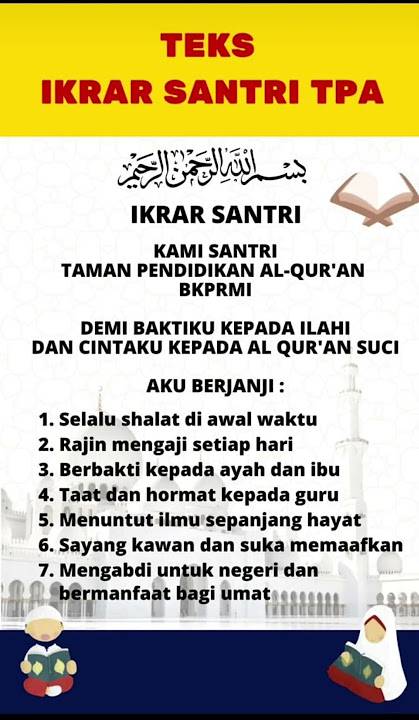 TEKS
IKRAR SANTRI TPA
بسم الله الرحمن الرحيم
IKRAR SANTRI
KAMI SANTRI
TAMAN PENDIDIKAN AL-QUR'AN
BKPRMI
DEMI BAKTIKU KEPADA ILAHI
DAN CINTAKU KEPADA AL QUR'AN SUCI
AKU BERJANJI :
1. Selalu shalat di awal waktu
2. Rajin mengaji setiap hari
3. Berbakti kepada ayah dan ibu
4. Taat dan hormat kepada guru
5. Menuntut ilmu sepanjang hayat
6. Sayang kawan dan suka memaafkan
7. Mengabdi untuk negeri dan
bermanfaat bagi umat